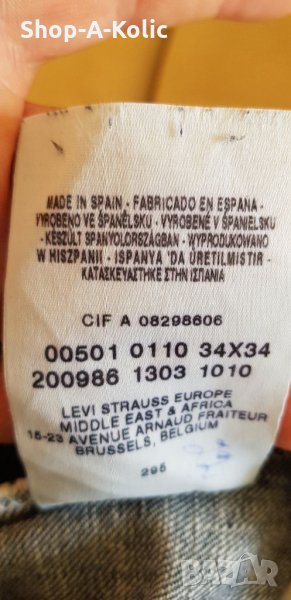 Shop-A-Kolic
MADE IN SPAIN - FABRICADO EN ESPANA -
VYROBENO VE ŠPANĚLSKU - VYROBENÉ V ŠPANIELSKU
- KÉSZÜLT SPANYOLORSZÁGBAN - WYPRODUKOWANO
W HISZPANII - ISPANYA 'DA ÜRETILMISTIR -
ΚΑΤΑΣΚΕΥΑΣΤΗΚΕ ΣΤΗΝ ΙΣΠΑΝΙΑ
CIF A 08298606
00501 0110 34X34
200986 1303 1010
LEVI STRAUSS EUROPE
MIDDLE EAST & AFRICA
15-23 AVENUE ARNAUD FRAITEUR
BRUSSELS, BELGIUM
295
BAZAR